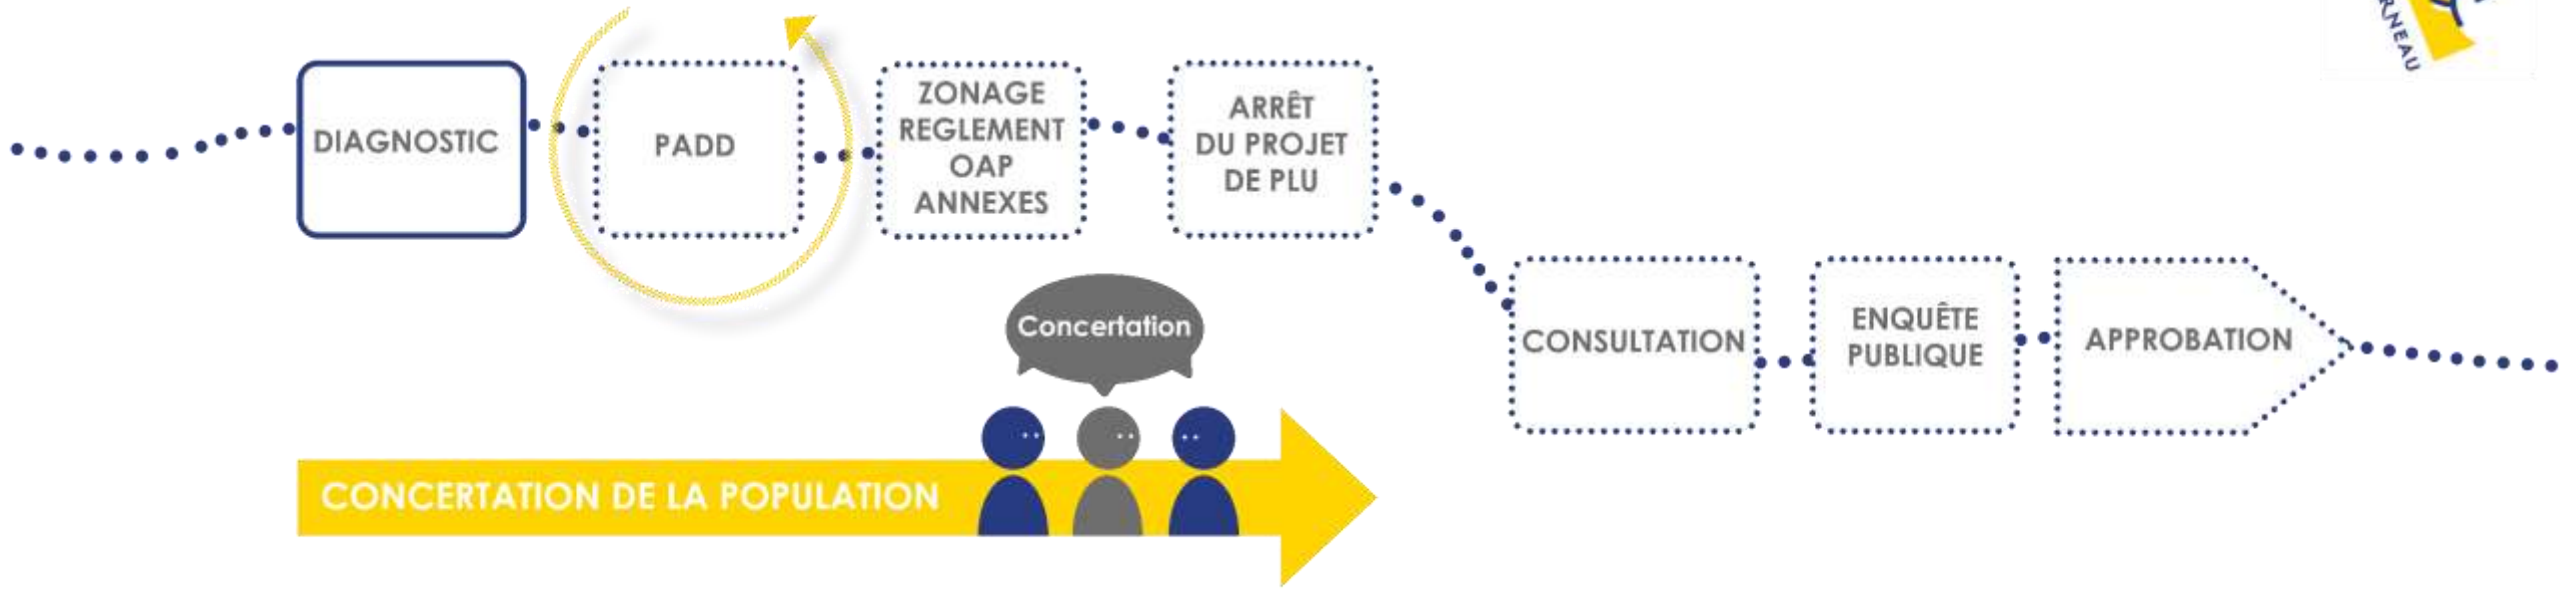 DIAGNOSTIC
PADD
ZONAGE
REGLEMENT
OAP
ANNEXES
ARRÊT
DU PROJET
DE PLU
CONSULTATION
ENQUÊTE
PUBLIQUE
APPROBATION
Concertation
CONCERTATION DE LA POPULATION
RNEAU